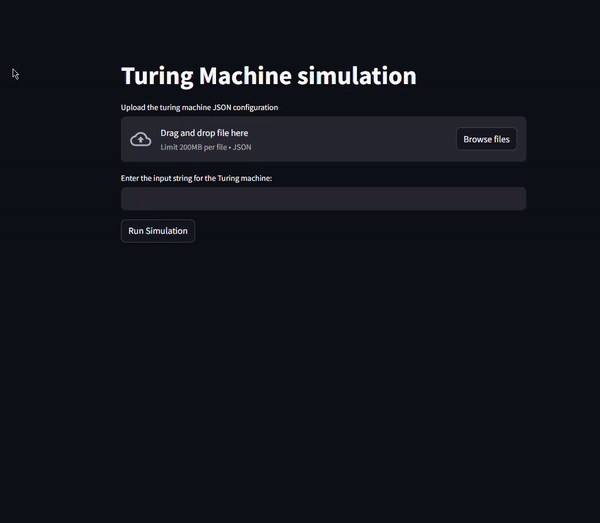 Turing Machine simulation
Upload the turing machine JSON configuration
Drag and drop file here
Limit 200MB per file • JSON
Browse files
Enter the input string for the Turing machine:
Run Simulation